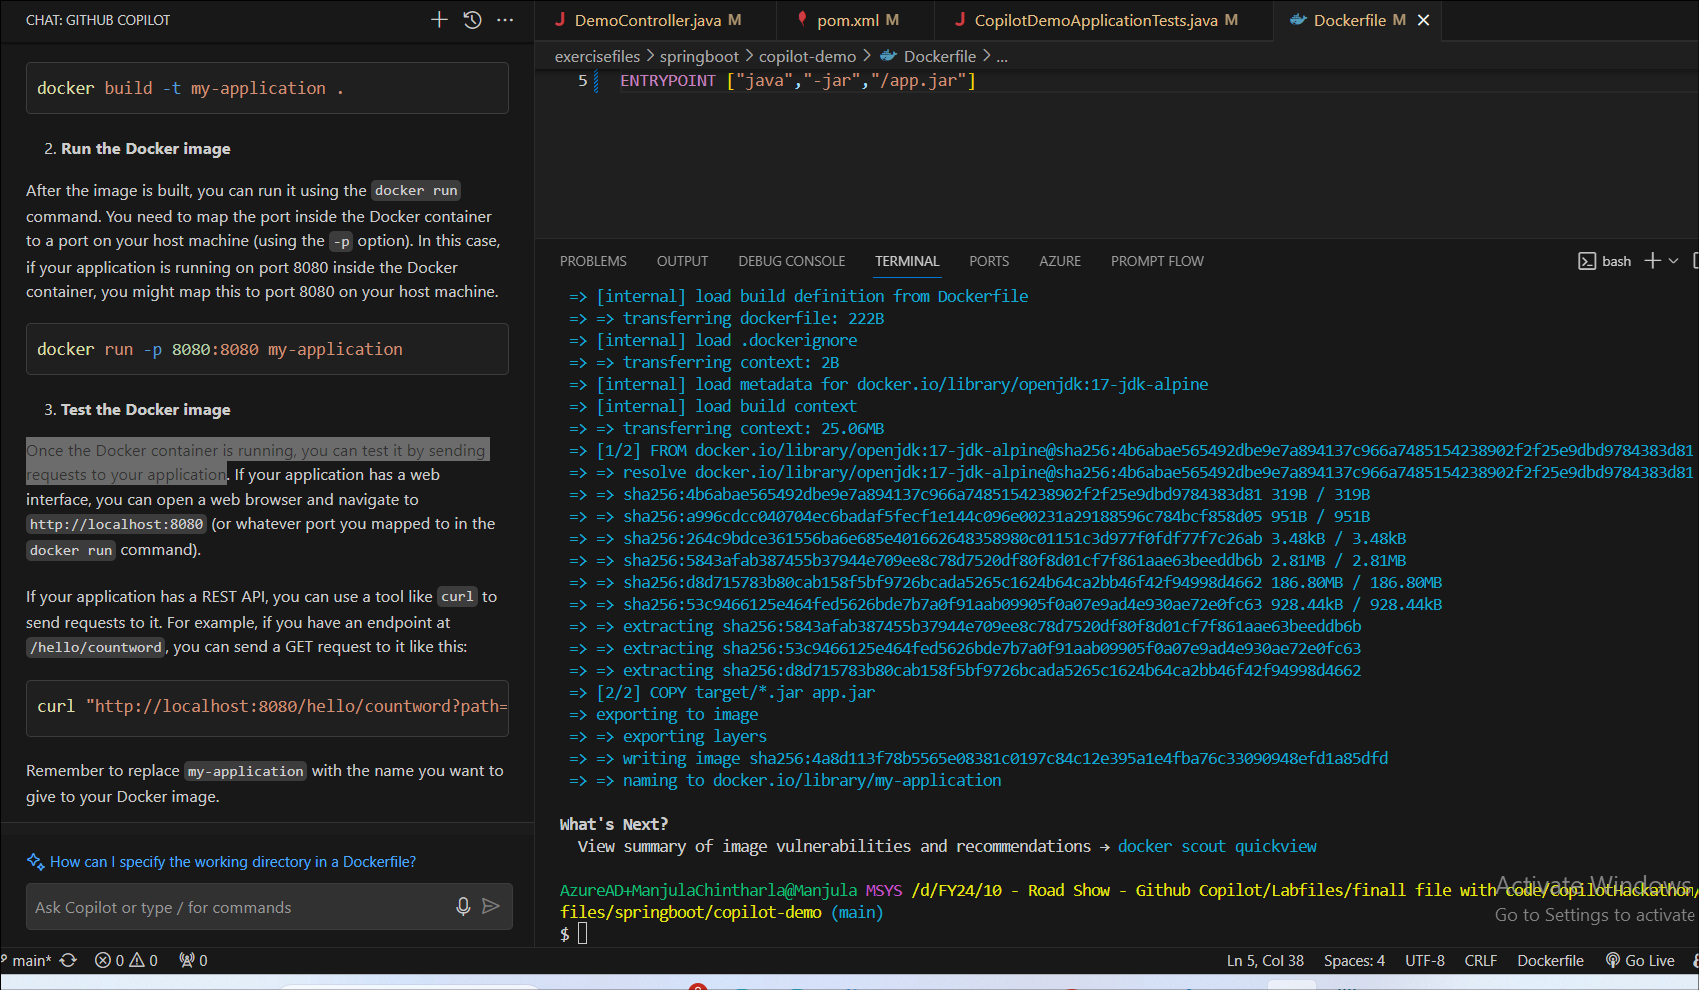 CHAT: GITHUB COPILOT
docker build -t my-application .
2. Run the Docker image
After the image is built, you can run it using the docker run
command. You need to map the port inside the Docker container
to a port on your host machine (using the -p option). In this case,
if your application is running on port 8080 inside the Docker
container, you might map this to port 8080 on your host machine.
docker run -p 8080:8080 my-application
3. Test the Docker image
Once the Docker container is running, you can test it by sending
requests to your application. If your application has a web
interface, you can open a web browser and navigate to
http://localhost:8080 (or whatever port you mapped to in the
docker run command).
If your application has a REST API, you can use a tool like curl to
send requests to it. For example, if you have an endpoint at
/hello/countword, you can send a GET request to it like this:
curl "http://localhost:8080/hello/countword?path=
Remember to replace my-application with the name you want to
give to your Docker image.
How can I specify the working directory in a Dockerfile?
Ask Copilot or type / for commands
DemoController.java M
pom.xml M
CopilotDemoApplicationTests.java M
Dockerfile M
exercisefiles > springboot > copilot-demo > Dockerfile > ...
5 ENTRYPOINT ["java","-jar","/app.jar"]
PROBLEMS OUTPUT DEBUG CONSOLE TERMINAL PORTS AZURE PROMPT FLOW
bash
=> [internal] load build definition from Dockerfile
=> => transferring dockerfile: 222B
=> [internal] load .dockerignore
=> => transferring context: 2B
=> [internal] load metadata for docker.io/library/openjdk:17-jdk-alpine
=> [internal] load build context
=> => transferring context: 25.06MB
=> [1/2] FROM docker.io/library/openjdk:17-jdk-alpine@sha256:4b6abae565492dbe9e7a894137c966a7485154238902f2f25e9dbd9784383d81
=> => resolve docker.io/library/openjdk:17-jdk-alpine@sha256:4b6abae565492dbe9e7a894137c966a7485154238902f2f25e9dbd9784383d81
=> => sha256:4b6abae565492dbe9e7a894137c966a7485154238902f2f25e9dbd9784383d81 319B / 319B
=> => sha256:a996cdcc040704ec6badaf5fecf1e144c096e00231a29188596c784bcf858d05 951B / 951B
=> => sha256:264c9bdce361556ba6e685e401662648358980c01151c3d977f0fdf77f7c26ab 3.48kB / 3.48kB
=> => sha256:5843afab387455b37944e709ee8c78d7520df80f8d01cf7f861aae63beeddb6b 2.81MB / 2.81MB
=> => sha256:d8d715783b80cab158f5bf9726bcada5265c1624b64ca2bb46f42f94998d4662 186.80MB / 186.80MB
=> => sha256:53c9466125e464fed5626bde7b7a0f91aab09905f0a07e9ad4e930ae72e0fc63 928.44kB / 928.44kB
=> => extracting sha256:5843afab387455b37944e709ee8c78d7520df80f8d01cf7f861aae63beeddb6b
=> => extracting sha256:53c9466125e464fed5626bde7b7a0f91aab09905f0a07e9ad4e930ae72e0fc63
=> => extracting sha256:d8d715783b80cab158f5bf9726bcada5265c1624b64ca2bb46f42f94998d4662
=> [2/2] COPY target/*.jar app.jar
=> exporting to image
=> => exporting layers
=> => writing image sha256:4a8d113f78b5565e08381c0197c84c12e395a1e4fba76c33090948efd1a85dfd
=> => naming to docker.io/library/my-application
What's Next?
View summary of image vulnerabilities and recommendations → docker scout quickview
AzureAD+ManjulaChintharla@Manjula MSYS /d/FY24/10 - Road Show - Github Copilot/Labfiles/finall file with code/copilotHackathon/
files/springboot/copilot-demo (main)
$
Activate Windows
Go to Settings to activate
main* 0 0 0
Ln 5, Col 38 Spaces: 4 UTF-8 CRLF Dockerfile Go Live